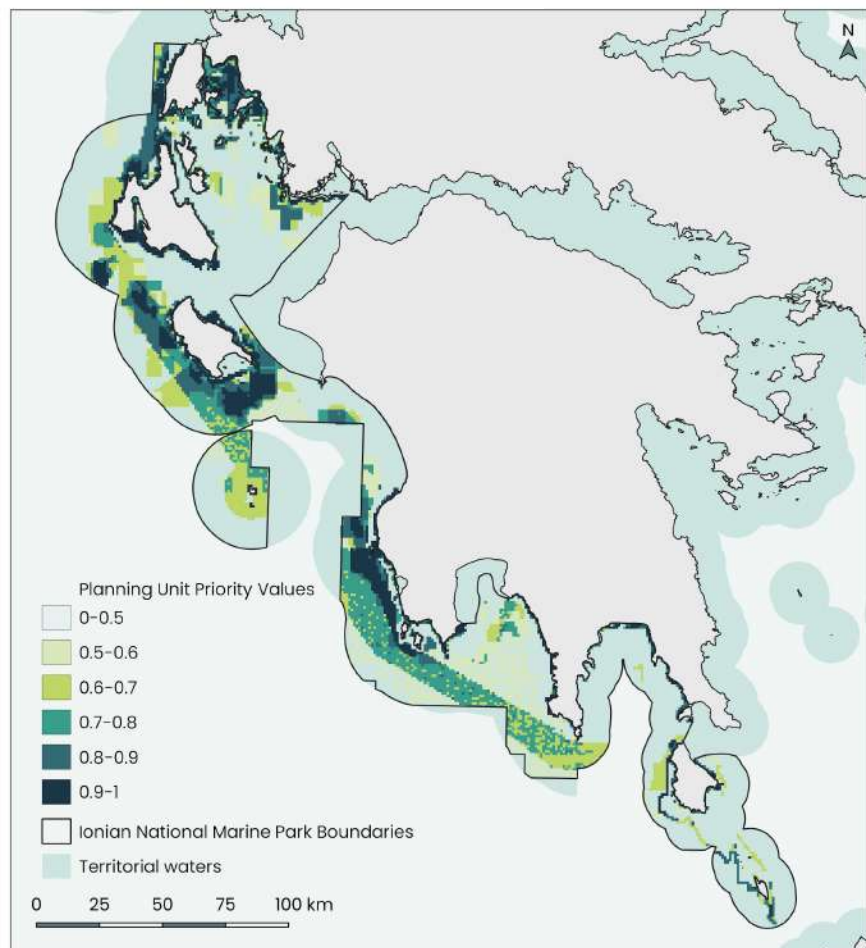 N
Planning Unit Priority Values
0-0.5
0.5-0.6
0.6-0.7
0.7-0.8
0.8-0.9
0.9-1
Ionian National Marine Park Boundaries
Territorial waters
0 25 50 75 100 km